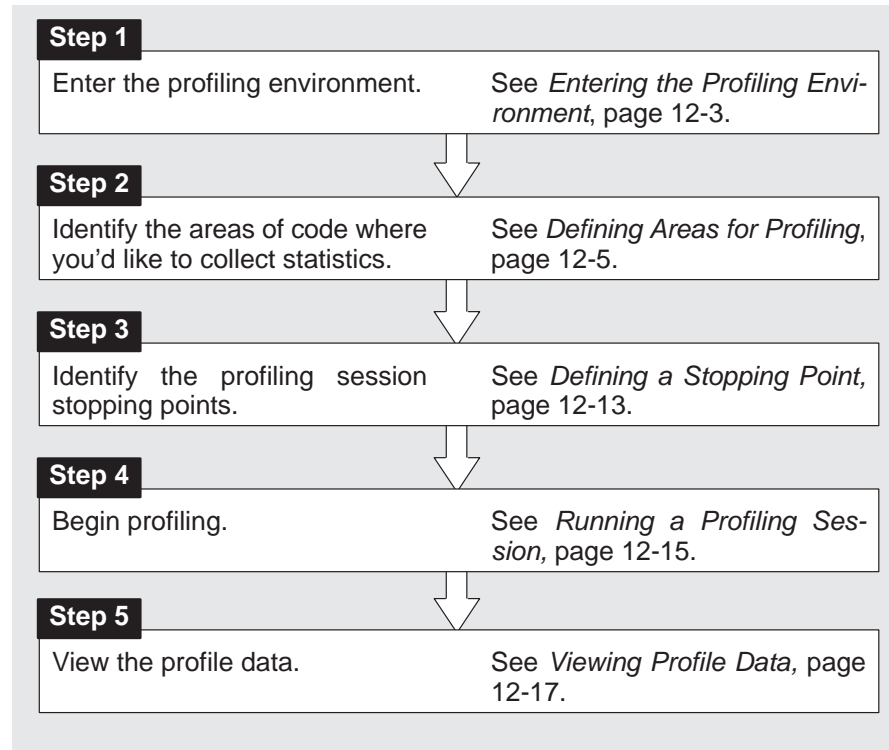 Step 1
Enter the profiling environment.
See Entering the Profiling Envi-
ronment, page 12-3.
Step 2
Identify the areas of code where
you'd like to collect statistics.
See Defining Areas for Profiling,
page 12-5.
Step 3
Identify the profiling session
stopping points.
See Defining a Stopping Point,
page 12-13.
Step 4
Begin profiling.
See Running a Profiling Ses-
sion, page 12-15.
Step 5
View the profile data.
See Viewing Profile Data, page
12-17.